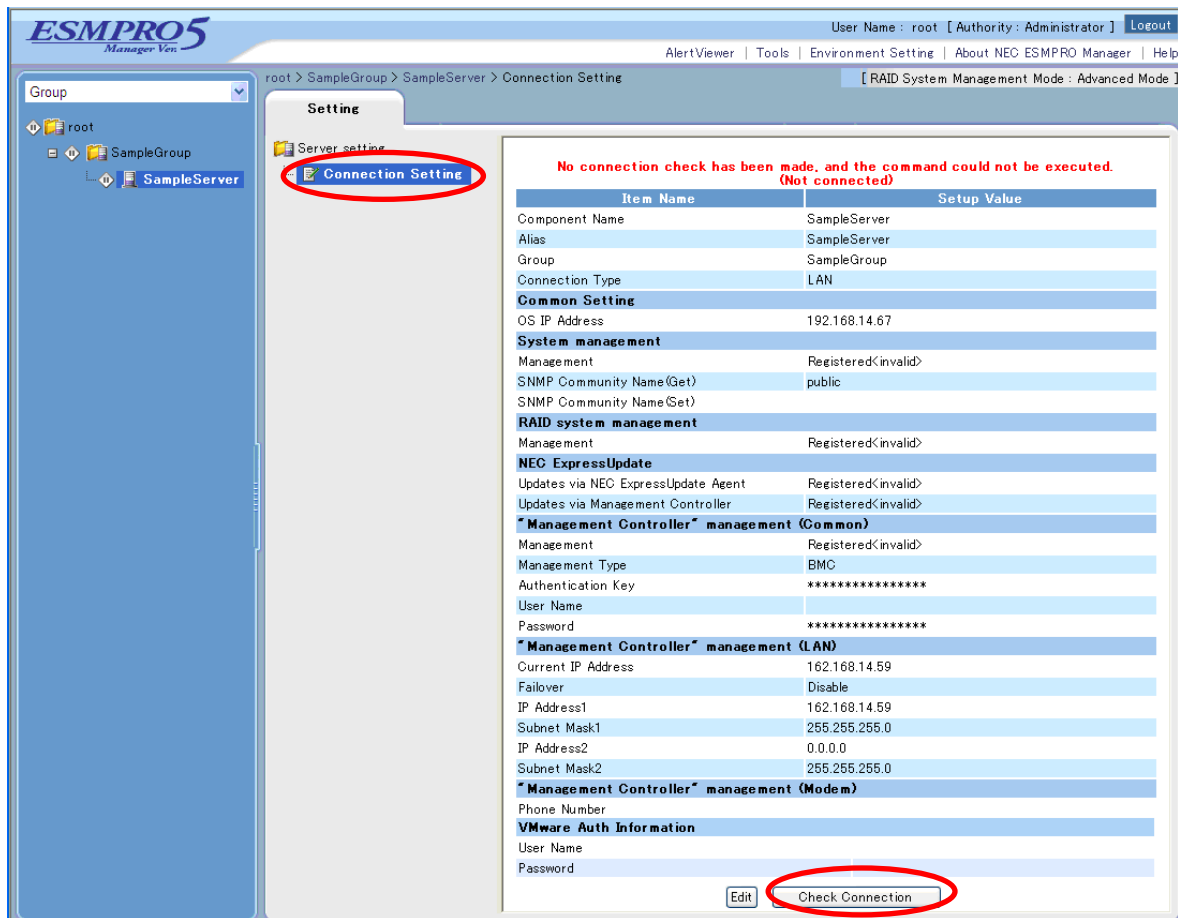 ESMPRO5
Manager Ver.
User Name : root [ Authority : Administrator ] Logout
AlertViewer | Tools | Environment Setting | About NEC ESMPRO Manager | Help
root > SampleGroup > SampleServer > Connection Setting
[ RAID System Management Mode : Advanced Mode ]
Group
root
SampleGroup
SampleServer
Setting
Server setting
Connection Setting
No connection check has been made, and the command could not be executed.
(Not connected)
Item Name Setup Value
Component Name SampleServer
Alias SampleServer
Group SampleGroup
Connection Type LAN
Common Setting
OS IP Address 192.168.14.67
System management
Management Registered<invalid>
SNMP Community Name(Get) public
SNMP Community Name(Set)
RAID system management
Management Registered<invalid>
NEC ExpressUpdate
Updates via NEC ExpressUpdate Agent Registered<invalid>
Updates via Management Controller Registered<invalid>
"Management Controller" management (Common)
Management Registered<invalid>
Management Type BMC
Authentication Key ****************
User Name
Password ****************
"Management Controller" management (LAN)
Current IP Address 162.168.14.59
Failover Disable
IP Address1 162.168.14.59
Subnet Mask1 255.255.255.0
IP Address2 0.0.0.0
Subnet Mask2 255.255.255.0
"Management Controller" management (Modem)
Phone Number
VMware Auth Information
User Name
Password
Edit Check Connection